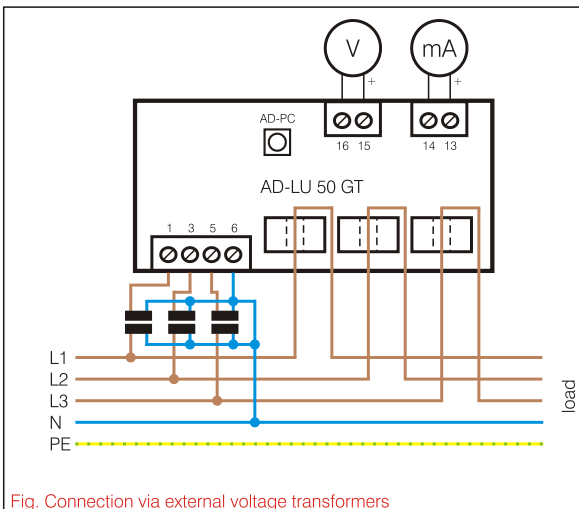 V mA
+ +
AD-PC
16 15 14 13
AD-LU 50 GT
1 3 5 6
L1
L2
L3
N
PE
load
Fig. Connection via external voltage transformers